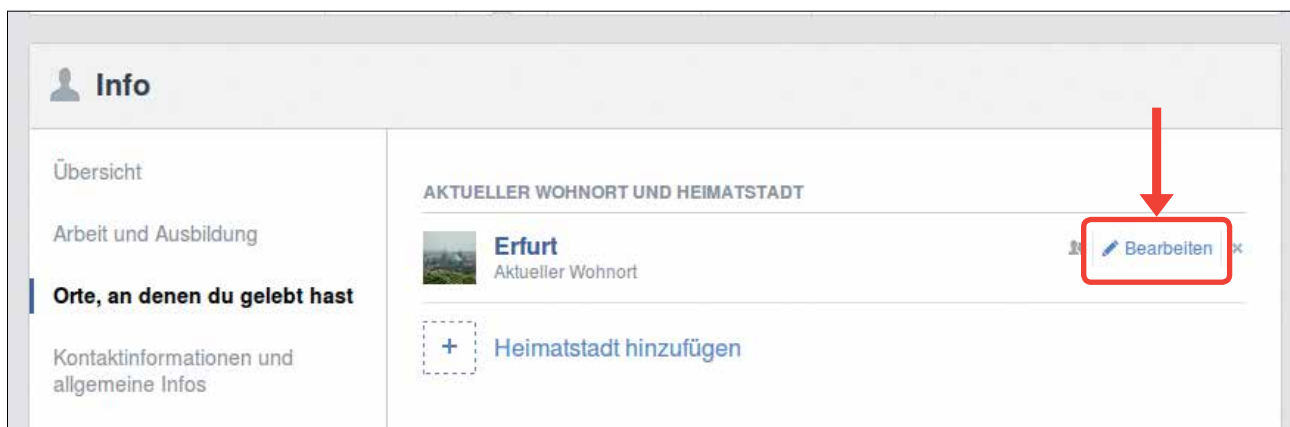 Info
Übersicht
Arbeit und Ausbildung
Orte, an denen du gelebt hast
Kontaktinformationen und
allgemeine Infos
AKTUELLER WOHNORT UND HEIMATSTADT
Erfurt
Aktueller Wohnort
Bearbeiten
Heimatstadt hinzufügen